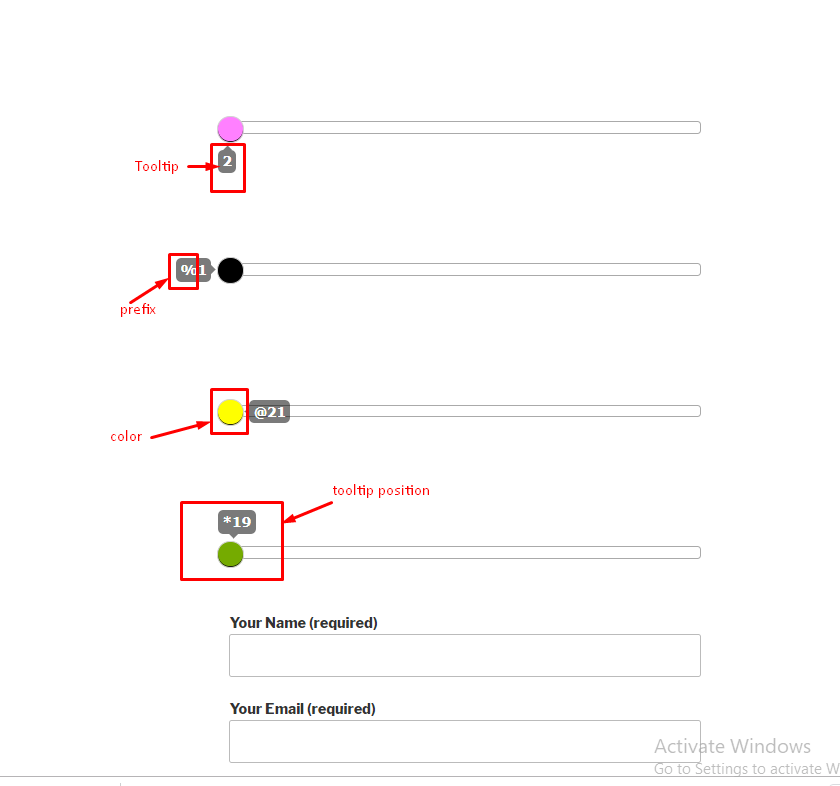 2
Tooltip
%1
prefix
@21
color
tooltip position
*19
Your Name (required)
Your Email (required)
Activate Windows
Go to Settings to activate W